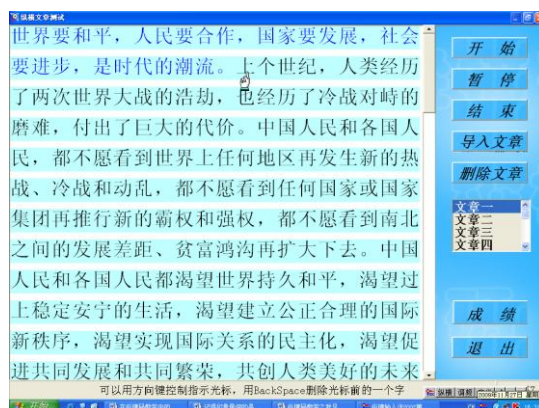 纵横文章测试
世界要和平，人民要合作，国家要发展，社会
要进步，是时代的潮流。上个世纪，人类经历
了两次世界大战的浩劫，也经历了冷战对峙的
磨难，付出了巨大的代价。中国人民和各国人
民，都不愿看到世界上任何地区再发生新的热
战、冷战和动乱，都不愿看到任何国家或国家
集团再推行新的霸权和强权，都不愿看到南北
之间的发展差距、贫富鸿沟再扩大下去。中国
人民和各国人民都渴望世界持久和平，渴望过
上稳定安宁的生活，渴望建立公正合理的国际
新秩序，渴望实现国际关系的民主化，渴望促
进共同发展和共同繁荣，共创人类美好的未来
开 始
暂 停
结 束
导入文章
删除文章
文章一
文章二
文章三
文章四
成 绩
退 出
可以用方向键控制指示光标，用BackSpace删除光标前的一个字
纵横
开始